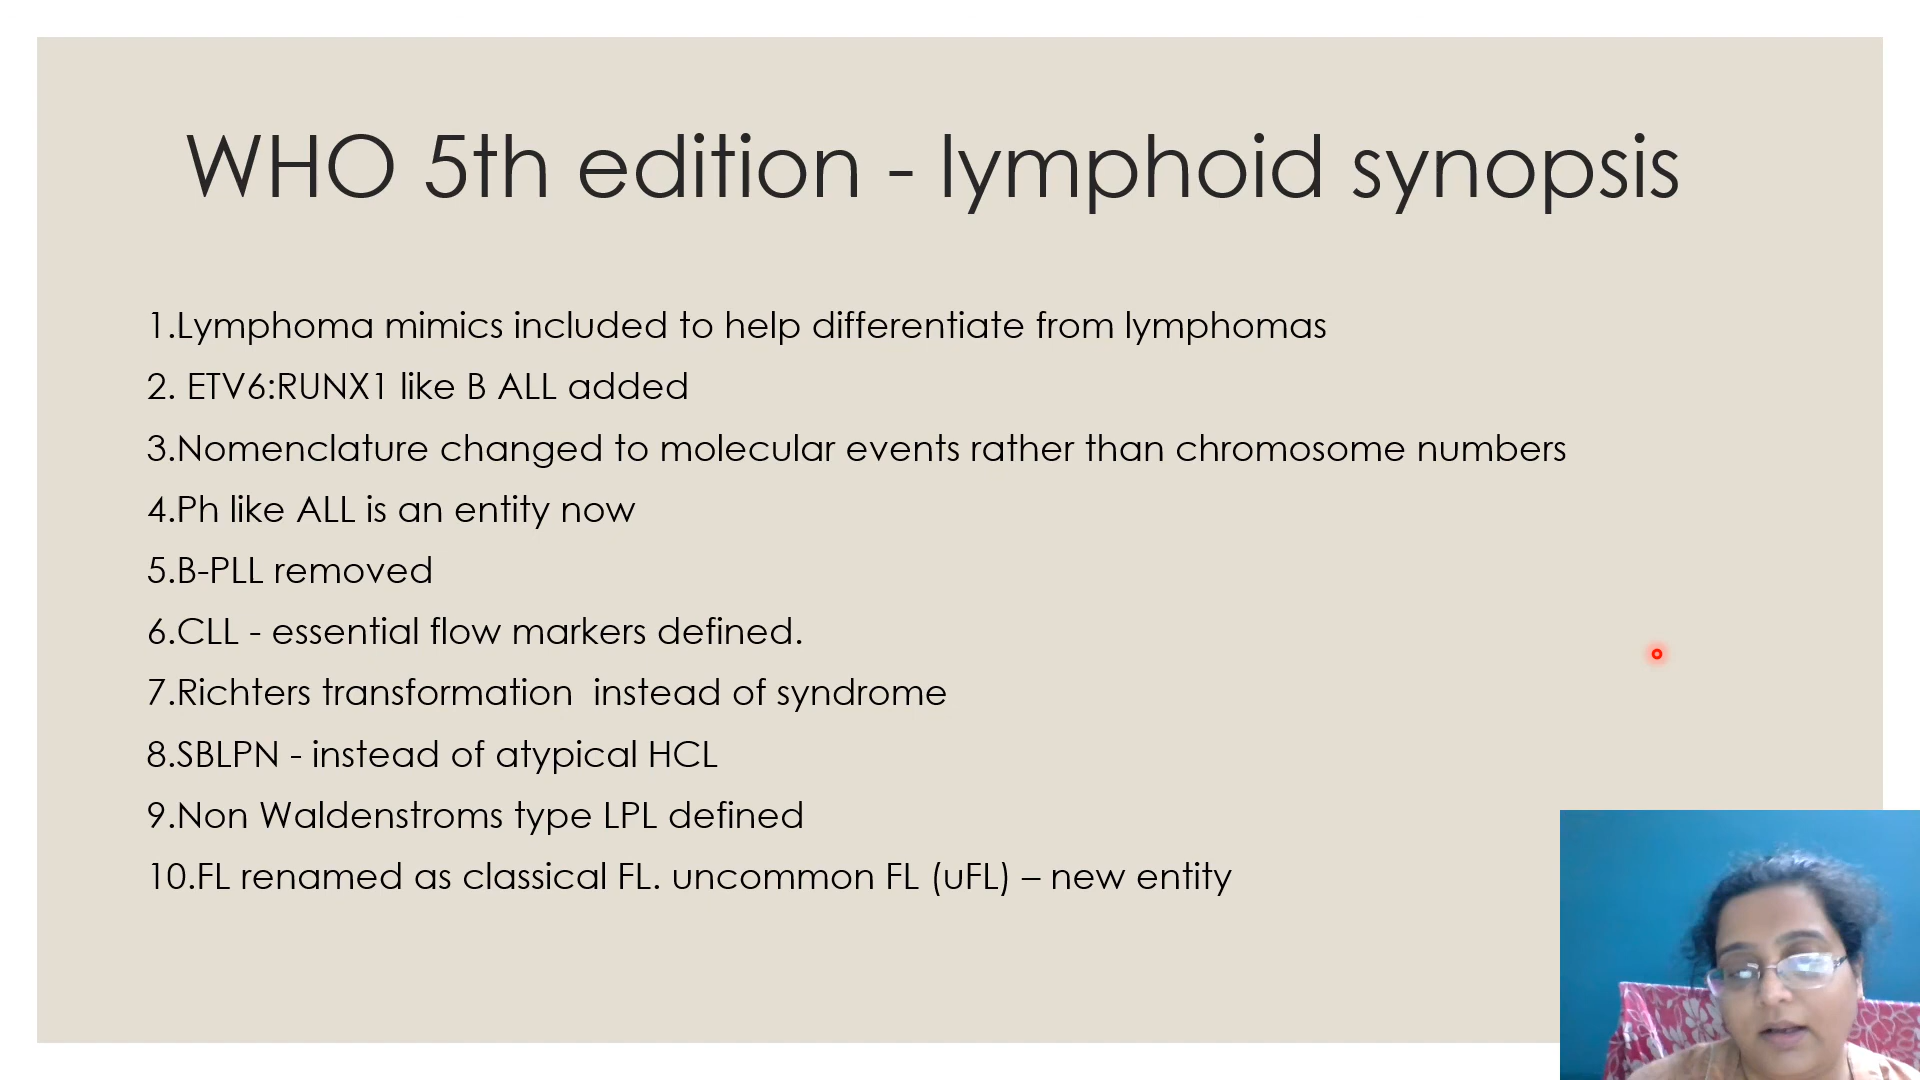 WHO 5th edition - lymphoid synopsis
1.Lymphoma mimics included to help differentiate from lymphomas
2. ETV6:RUNX1 like B ALL added
3.Nomenclature changed to molecular events rather than chromosome numbers
4.Ph like ALL is an entity now
5.B-PLL removed
6.CLL - essential flow markers defined.
7.Richters transformation  instead of syndrome
8.SBLPN - instead of atypical HCL
9.Non Waldenstroms type LPL defined
10.FL renamed as classical FL. uncommon FL (uFL) – new entity